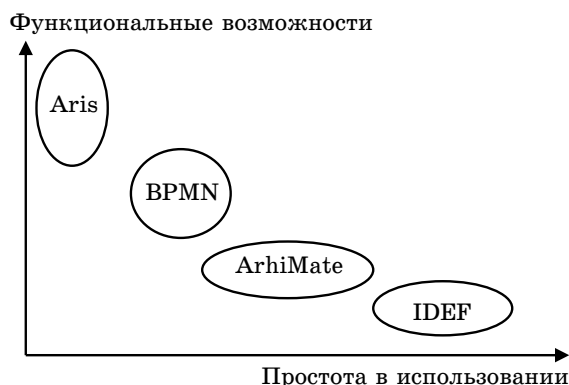 Функциональные возможности
Aris
BPMN
ArhiMate
IDEF
Простота в использовании